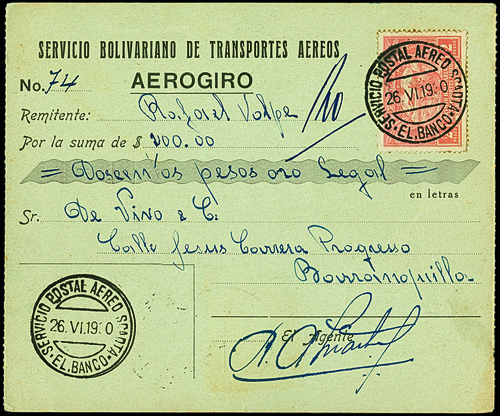 SERVICIO BOLIVARIANO DE TRANSPORTES AEREOS
No. 74 AEROGIRO
Remitente: Rafael Volpe
Por la suma de $ 200.00
= Doscientos pesos oro Legal =
en letras
Sr. De Vivo & C.
Calle Jesus Carrera Progreso
Barranquilla
El Agente
SERVICIO POSTAL AEREO SCADTA
26.VI.19 0
EL BANCO
SERVICIO POSTAL AEREO SCADTA
26.VI.19 0
EL BANCO